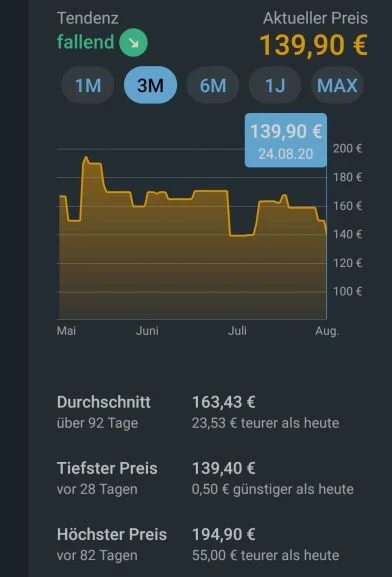 Tendenz
Aktueller Preis
fallend
139,90 €
1M 3M 6M 1J MAX
139,90 €
24.08.20
200 €
180 €
160 €
140 €
120 €
100 €
Mai Juni Juli Aug.
Durchschnitt 163,43 €
über 92 Tage 23,53 € teurer als heute
Tiefster Preis 139,40 €
vor 28 Tagen 0,50 € günstiger als heute
Höchster Preis 194,90 €
vor 82 Tagen 55,00 € teurer als heute